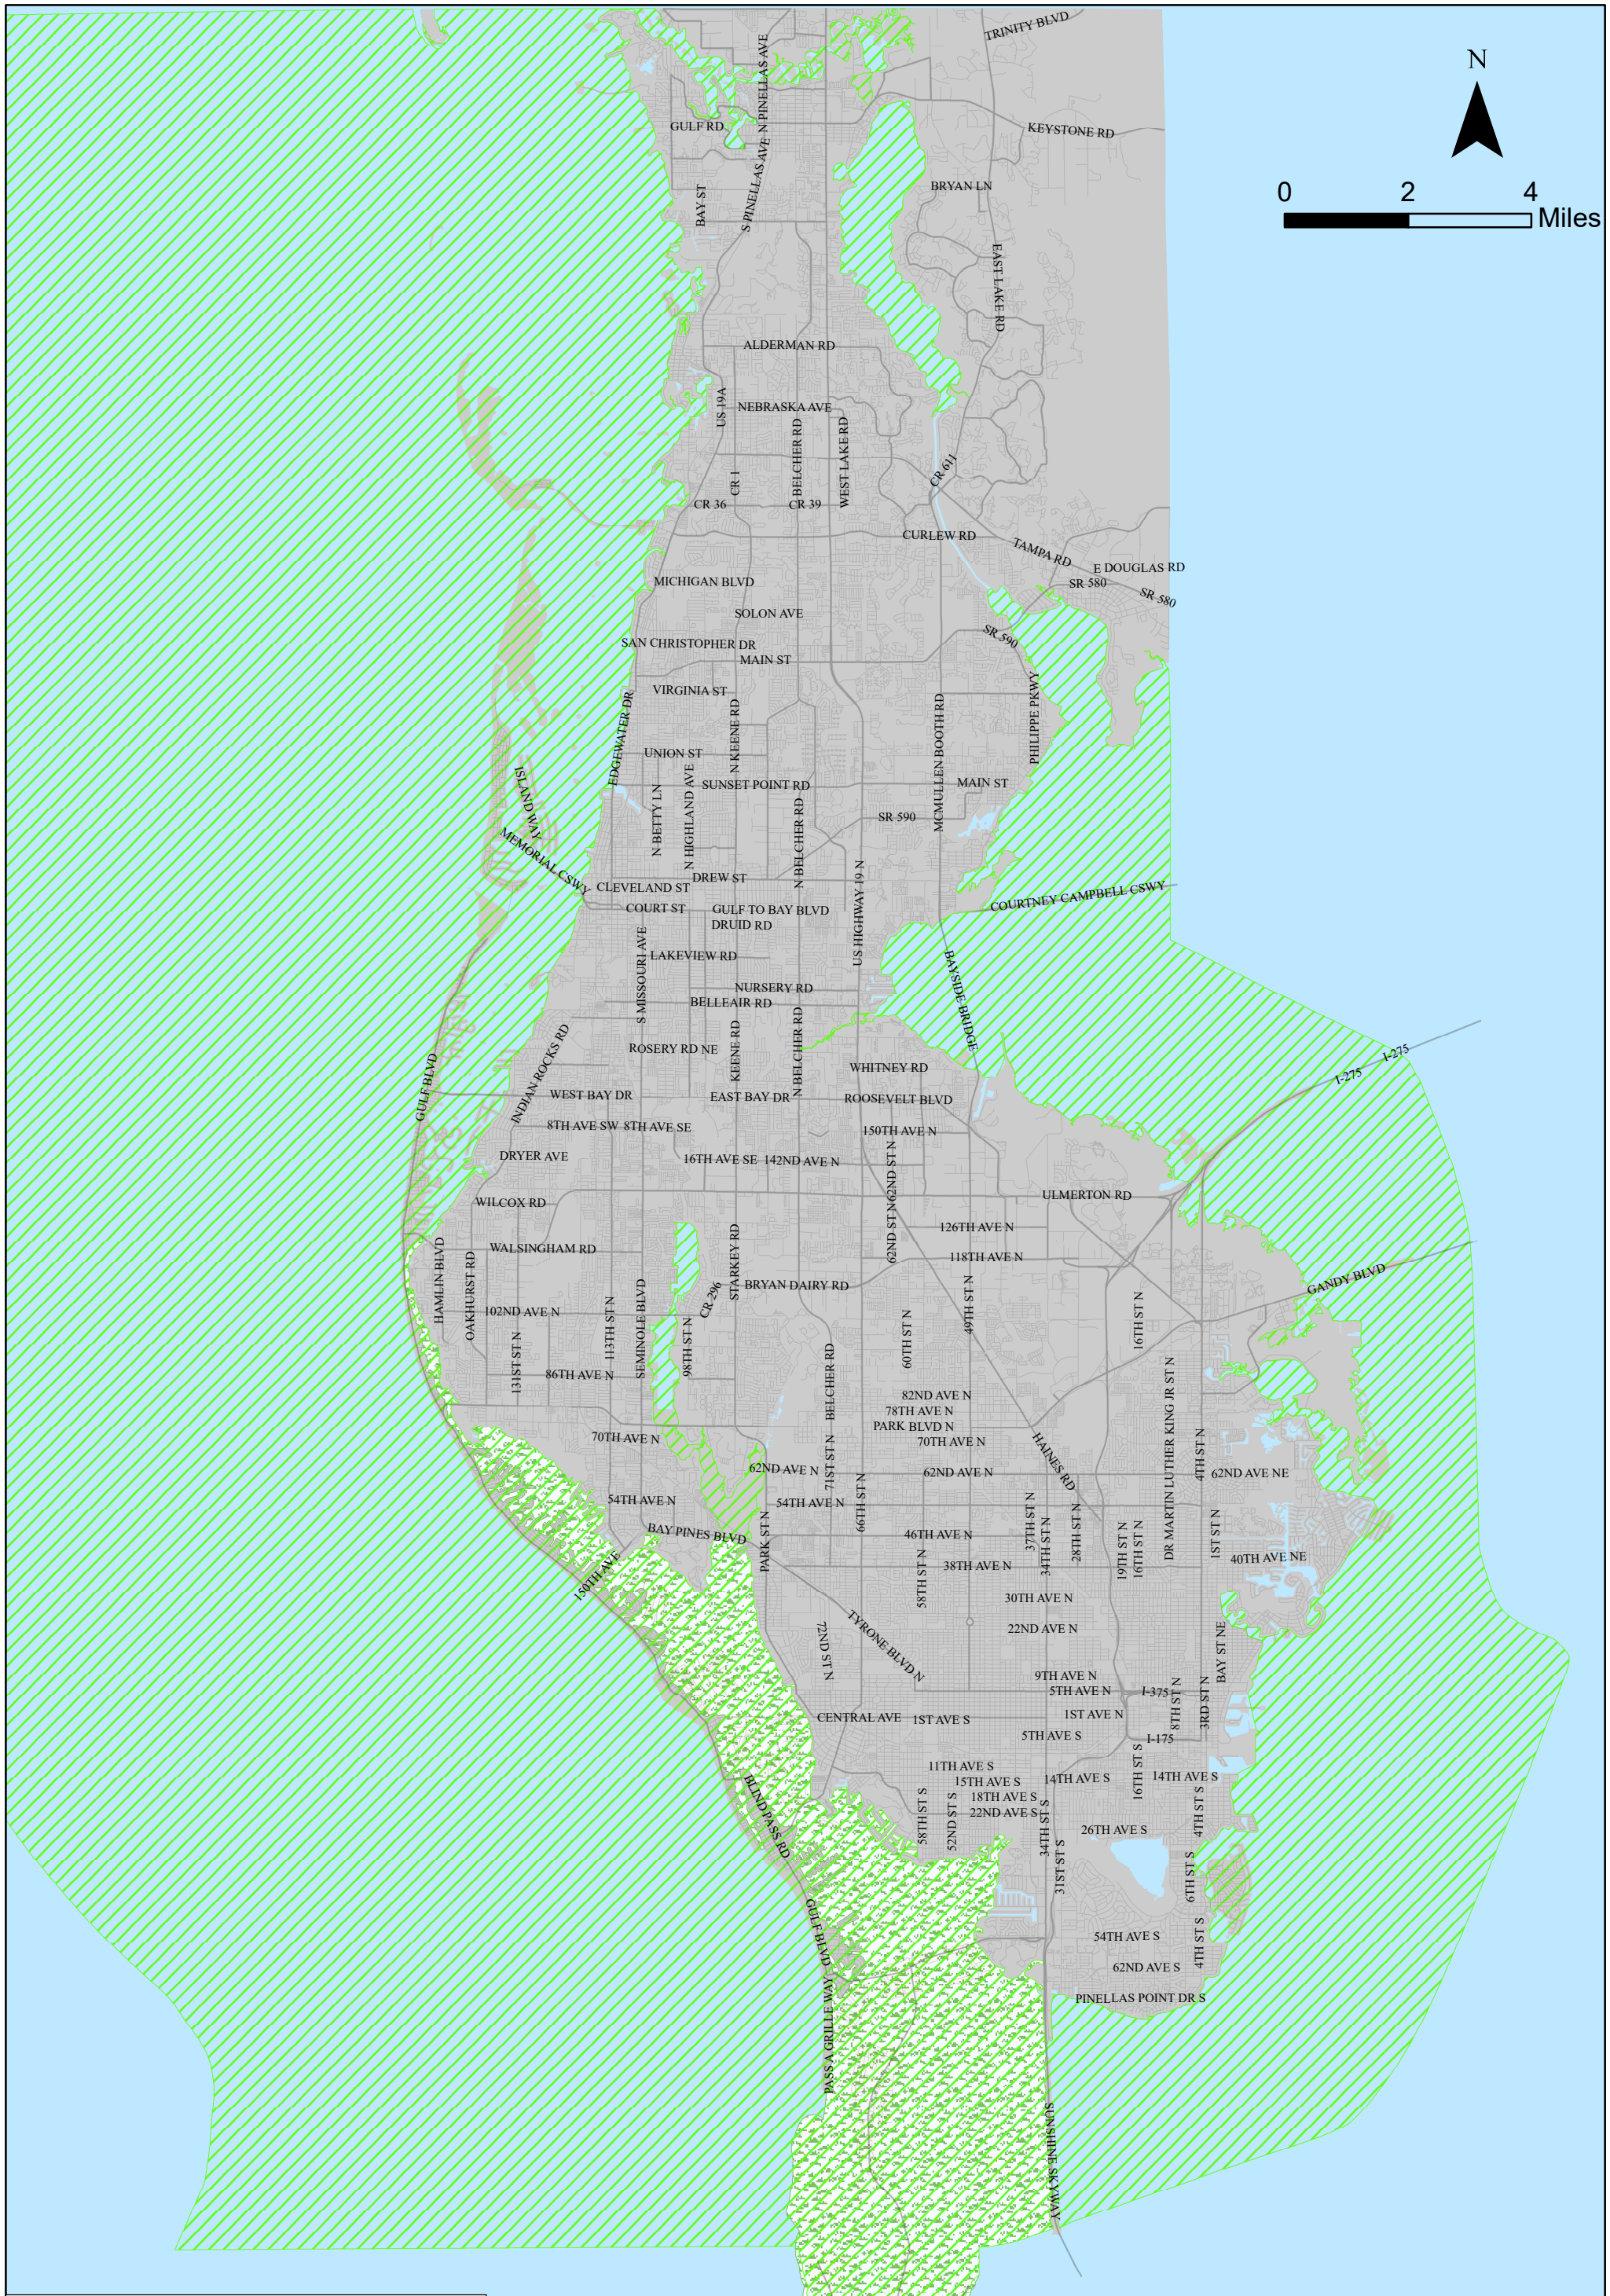 TRINITY BLVD
N
KEYSTONE RD
N PINELLAS AVE
GULF RD
BRYAN LN
0 2 4
Miles
BAY ST
S PINELLAS AVE
EAST LAKE RD
ALDERMAN RD
US 19A
NEBRASKA AVE
BELCHER RD
WEST LAKE RD
CR 1
CR 611
CR 36
CR 39
CURLEW RD
TAMPA RD
E DOUGLAS RD
SR 580
SR 580
MICHIGAN BLVD
SOLON AVE
SR 590
SAN CHRISTOPHER DR
MAIN ST
VIRGINIA ST
PHILIPPE PKWY
EDGEWATER DR
N KEENE RD
MCMULLEN BOOTH RD
UNION ST
ISLAND WAY
N BETTY LN
N HIGHLAND AVE
SUNSET POINT RD
MAIN ST
N BELCHER RD
SR 590
MEMORIAL CSWY
DREW ST
CLEVELAND ST
US HIGHWAY 19 N
COURTNEY CAMPBELL CSWY
COURT ST
GULF TO BAY BLVD
DRUID RD
S MISSOURI AVE
LAKEVIEW RD
BAYSIDE BRIDGE
NURSERY RD
BELLEAIR RD
INDIAN ROCKS RD
ROSERY RD NE
KEENE RD
N BELCHER RD
I-275
I-275
GULF BLVD
WHITNEY RD
WEST BAY DR
EAST BAY DR
ROOSEVELT BLVD
8TH AVE SW
8TH AVE SE
150TH AVE N
DRYER AVE
16TH AVE SE
142ND AVE N
62ND ST N
62ND ST N
ULMERTON RD
WILCOX RD
126TH AVE N
WALSINGHAM RD
118TH AVE N
HAMLIN BLVD
OAKHURST RD
STARKEY RD
BRYAN DAIRY RD
GANDY BLVD
SEMINOLE BLVD
CR 296
49TH ST N
102ND AVE N
113TH ST N
98TH ST N
60TH ST N
16TH ST N
131ST ST N
86TH AVE N
BELCHER RD
82ND AVE N
78TH AVE N
PARK BLVD N
70TH AVE N
70TH AVE N
DR MARTIN LUTHER KING JR ST N
HAINES RD
4TH ST N
71ST ST N
62ND AVE N
62ND AVE N
62ND AVE NE
66TH ST N
54TH AVE N
54TH AVE N
37TH ST N
34TH ST N
28TH ST N
19TH ST N
16TH ST N
1ST ST N
BAY PINES BLVD
PARK ST N
46TH AVE N
40TH AVE NE
150TH AVE
58TH ST N
38TH AVE N
30TH AVE N
72ND ST N
TYRONE BLVD N
22ND AVE N
BAY ST NE
9TH AVE N
5TH AVE N
I-375
8TH ST N
3RD ST N
CENTRAL AVE
1ST AVE S
1ST AVE N
5TH AVE S
I-175
16TH ST S
11TH AVE S
15TH AVE S
14TH AVE S
14TH AVE S
BLIND PASS RD
18TH AVE S
22ND AVE S
58TH ST S
52ND ST S
34TH ST S
4TH ST S
26TH AVE S
31ST ST S
6TH ST S
GULF BLVD
54TH AVE S
4TH ST S
62ND AVE S
PINELLAS POINT DR S
PASS A GRILLE WAY
SUNSHINE SKYWAY